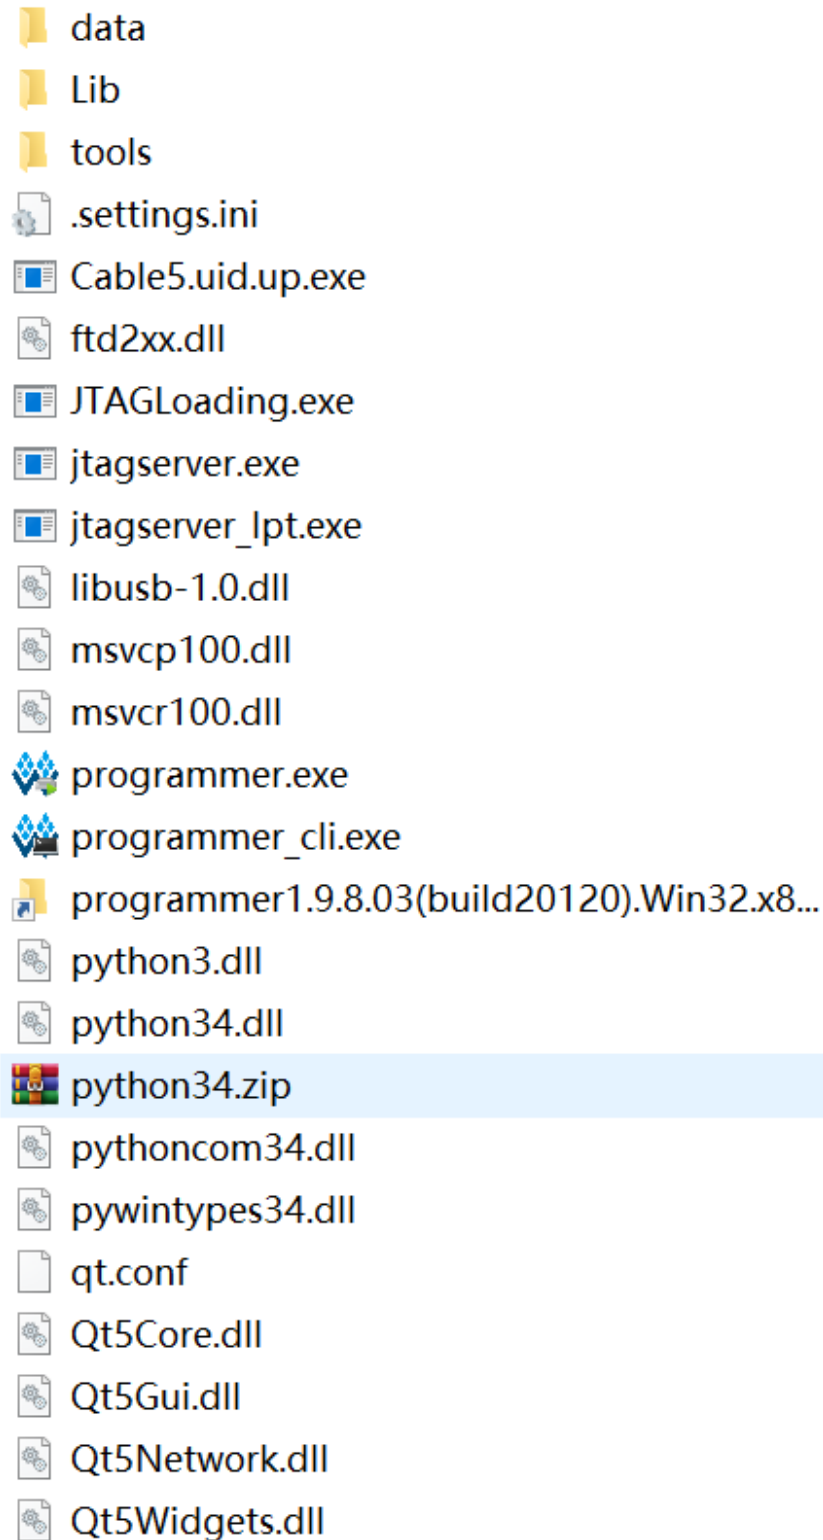 data
Lib
tools
.settings.ini
Cable5.uid.up.exe
ftd2xx.dll
JTAGLoading.exe
jtagserver.exe
jtagserver_lpt.exe
libusb-1.0.dll
msvcp100.dll
msvcr100.dll
programmer.exe
programmer_cli.exe
programmer1.9.8.03(build20120).Win32.x8...
python3.dll
python34.dll
python34.zip
pythoncom34.dll
pywintypes34.dll
qt.conf
Qt5Core.dll
Qt5Gui.dll
Qt5Network.dll
Qt5Widgets.dll